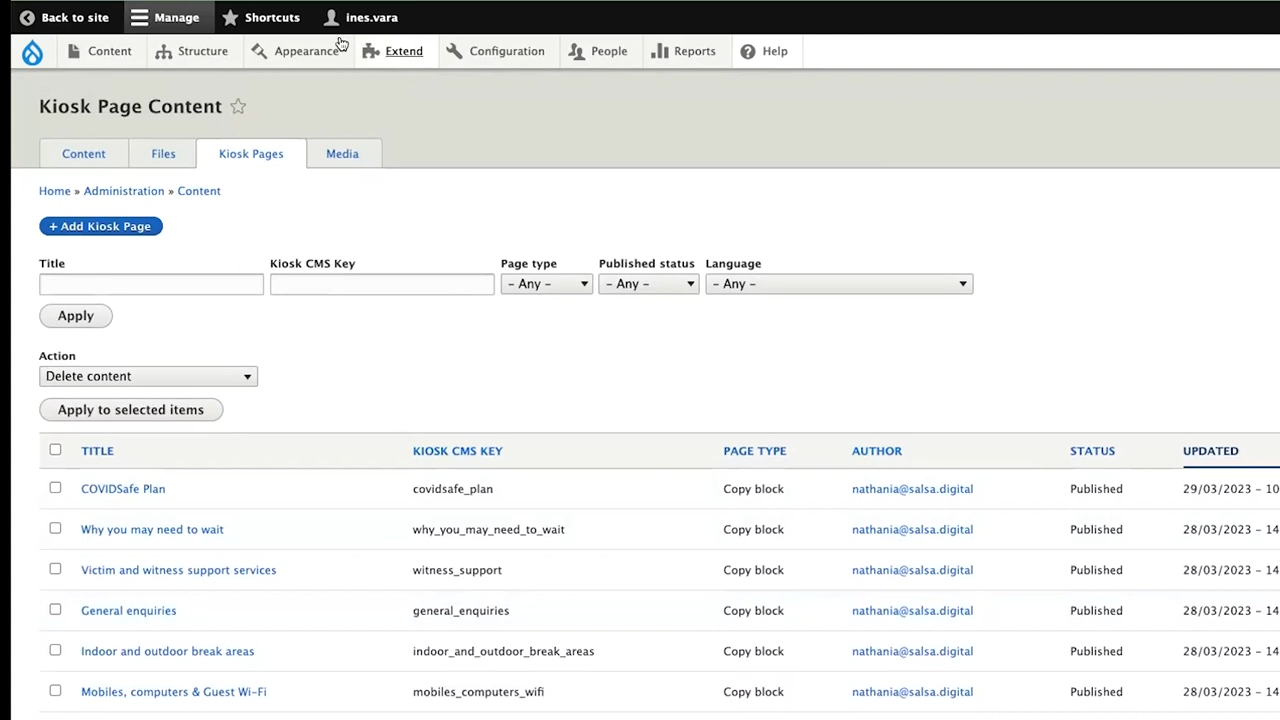 Back to site Manage Shortcuts ines.vara
Content Structure Appearance Extend Configuration People Reports Help
Kiosk Page Content
Content Files Kiosk Pages Media
Home » Administration » Content
+ Add Kiosk Page
Title Kiosk CMS Key Page type Published status Language
– Any – – Any – – Any –
Apply
Action
Delete content
Apply to selected items
TITLE KIOSK CMS KEY PAGE TYPE AUTHOR STATUS UPDATED
COVIDSafe Plan covidsafe_plan Copy block nathania@salsa.digital Published 29/03/2023 – 10
Why you may need to wait why_you_may_need_to_wait Copy block nathania@salsa.digital Published 28/03/2023 – 14
Victim and witness support services witness_support Copy block nathania@salsa.digital Published 28/03/2023 – 14
General enquiries general_enquiries Copy block nathania@salsa.digital Published 28/03/2023 – 14
Indoor and outdoor break areas indoor_and_outdoor_break_areas Copy block nathania@salsa.digital Published 28/03/2023 – 14
Mobiles, computers & Guest Wi-Fi mobiles_computers_wifi Copy block nathania@salsa.digital Published 28/03/2023 – 14